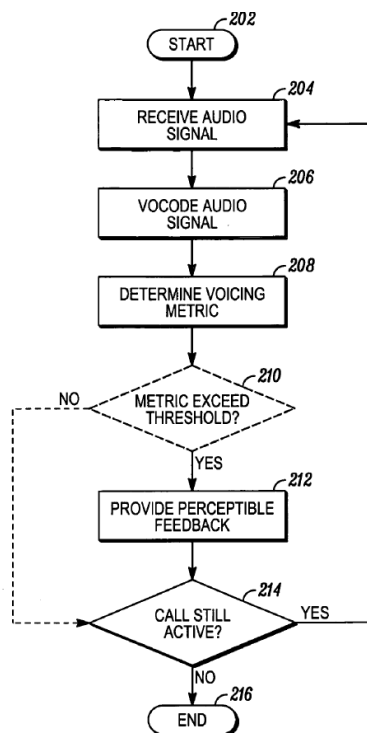 202
START
204
RECEIVE AUDIO
SIGNAL
206
VOCODE AUDIO
SIGNAL
208
DETERMINE VOICING
METRIC
210
NO
METRIC EXCEED
THRESHOLD?
YES
212
PROVIDE PERCEPTIBLE
FEEDBACK
214
CALL STILL
ACTIVE?
YES
NO
216
END